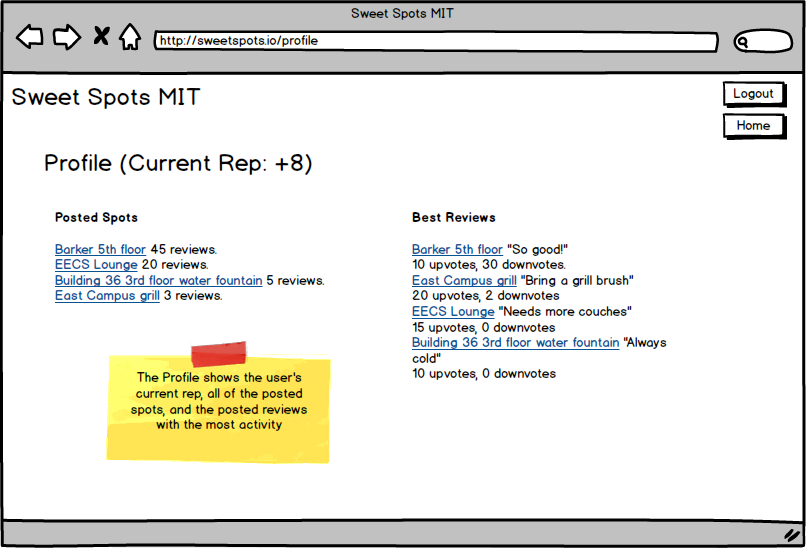 Sweet Spots MIT
http://sweetspots.io/profile
Sweet Spots MIT
Logout
Home
Profile (Current Rep: +8)
Posted Spots
Barker 5th floor 45 reviews.
EECS Lounge 20 reviews.
Building 36 3rd floor water fountain 5 reviews.
East Campus grill 3 reviews.
The Profile shows the user's
current rep, all of the posted
spots, and the posted reviews
with the most activity
Best Reviews
Barker 5th floor "So good!"
10 upvotes, 30 downvotes.
East Campus grill "Bring a grill brush"
20 upvotes, 2 downvotes
EECS Lounge "Needs more couches"
15 upvotes, 0 downvotes
Building 36 3rd floor water fountain "Always
cold"
10 upvotes, 0 downvotes